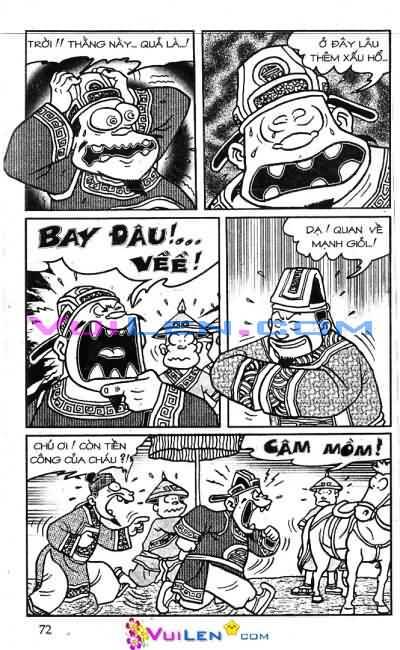 TRỜI!! THẰNG NÀY... QUẢ LÀ...!
Ở ĐÂY LÂU
THÊM XẤU HỔ...
BAY ĐÂU!...
VỀỀ!
DẠ! QUAN VỀ
MẠNH GIỎI..!
VuiLen.com
CHÚ ƠI! CÒN TIỀN
CÔNG CỦA CHÁU?!!
CÂM MỒM!
72
VUILEN.COM